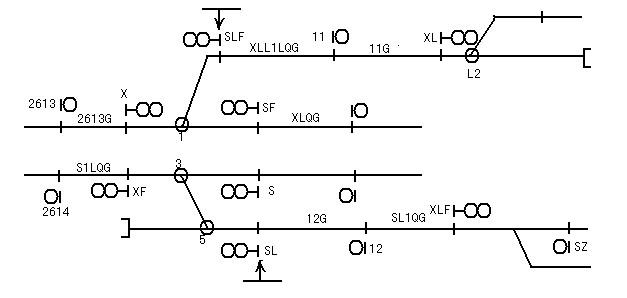 SLF
XLL1LQG
11
11G
XL
L2
2613
2613G
X
1
SF
XLQG
S1LQG
3
XF
S
2614
5
12G
SL1QG
XLF
SL
12
SZ